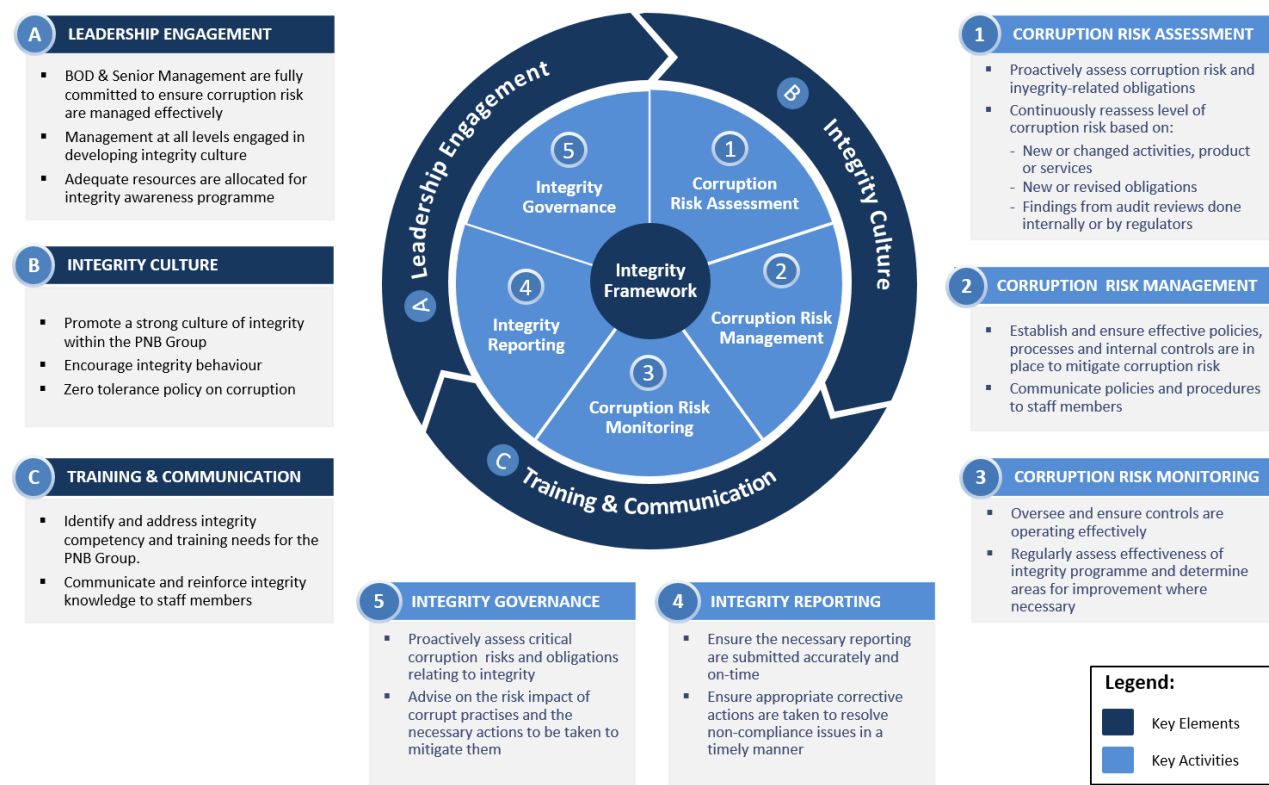 A LEADERSHIP ENGAGEMENT
▪ BOD & Senior Management are fully
committed to ensure corruption risk
are managed effectively
▪ Management at all levels engaged in
developing integrity culture
▪ Adequate resources are allocated for
integrity awareness programme
B INTEGRITY CULTURE
▪ Promote a strong culture of integrity
within the PNB Group
▪ Encourage integrity behaviour
▪ Zero tolerance policy on corruption
C TRAINING & COMMUNICATION
▪ Identify and address integrity
competency and training needs for the
PNB Group.
▪ Communicate and reinforce integrity
knowledge to staff members
A Leadership Engagement
B Integrity Culture
C Training & Communication
Integrity
Framework
1
Corruption
Risk Assessment
2
Corruption Risk
Management
3
Corruption Risk
Monitoring
4
Integrity
Reporting
5
Integrity
Governance
1 CORRUPTION RISK ASSESSMENT
▪ Proactively assess corruption risk and
inyegrity-related obligations
▪ Continuously reassess level of
corruption risk based on:
- New or changed activities, product
or services
- New or revised obligations
- Findings from audit reviews done
internally or by regulators
2 CORRUPTION RISK MANAGEMENT
▪ Establish and ensure effective policies,
processes and internal controls are in
place to mitigate corruption risk
▪ Communicate policies and procedures
to staff members
3 CORRUPTION RISK MONITORING
▪ Oversee and ensure controls are
operating effectively
▪ Regularly assess effectiveness of
integrity programme and determine
areas for improvement where
necessary
5 INTEGRITY GOVERNANCE
▪ Proactively assess critical
corruption risks and obligations
relating to integrity
▪ Advise on the risk impact of
corrupt practises and the
necessary actions to be taken to
mitigate them
4 INTEGRITY REPORTING
▪ Ensure the necessary reporting
are submitted accurately and
on-time
▪ Ensure appropriate corrective
actions are taken to resolve
non-compliance issues in a
timely manner
Legend:
Key Elements
Key Activities